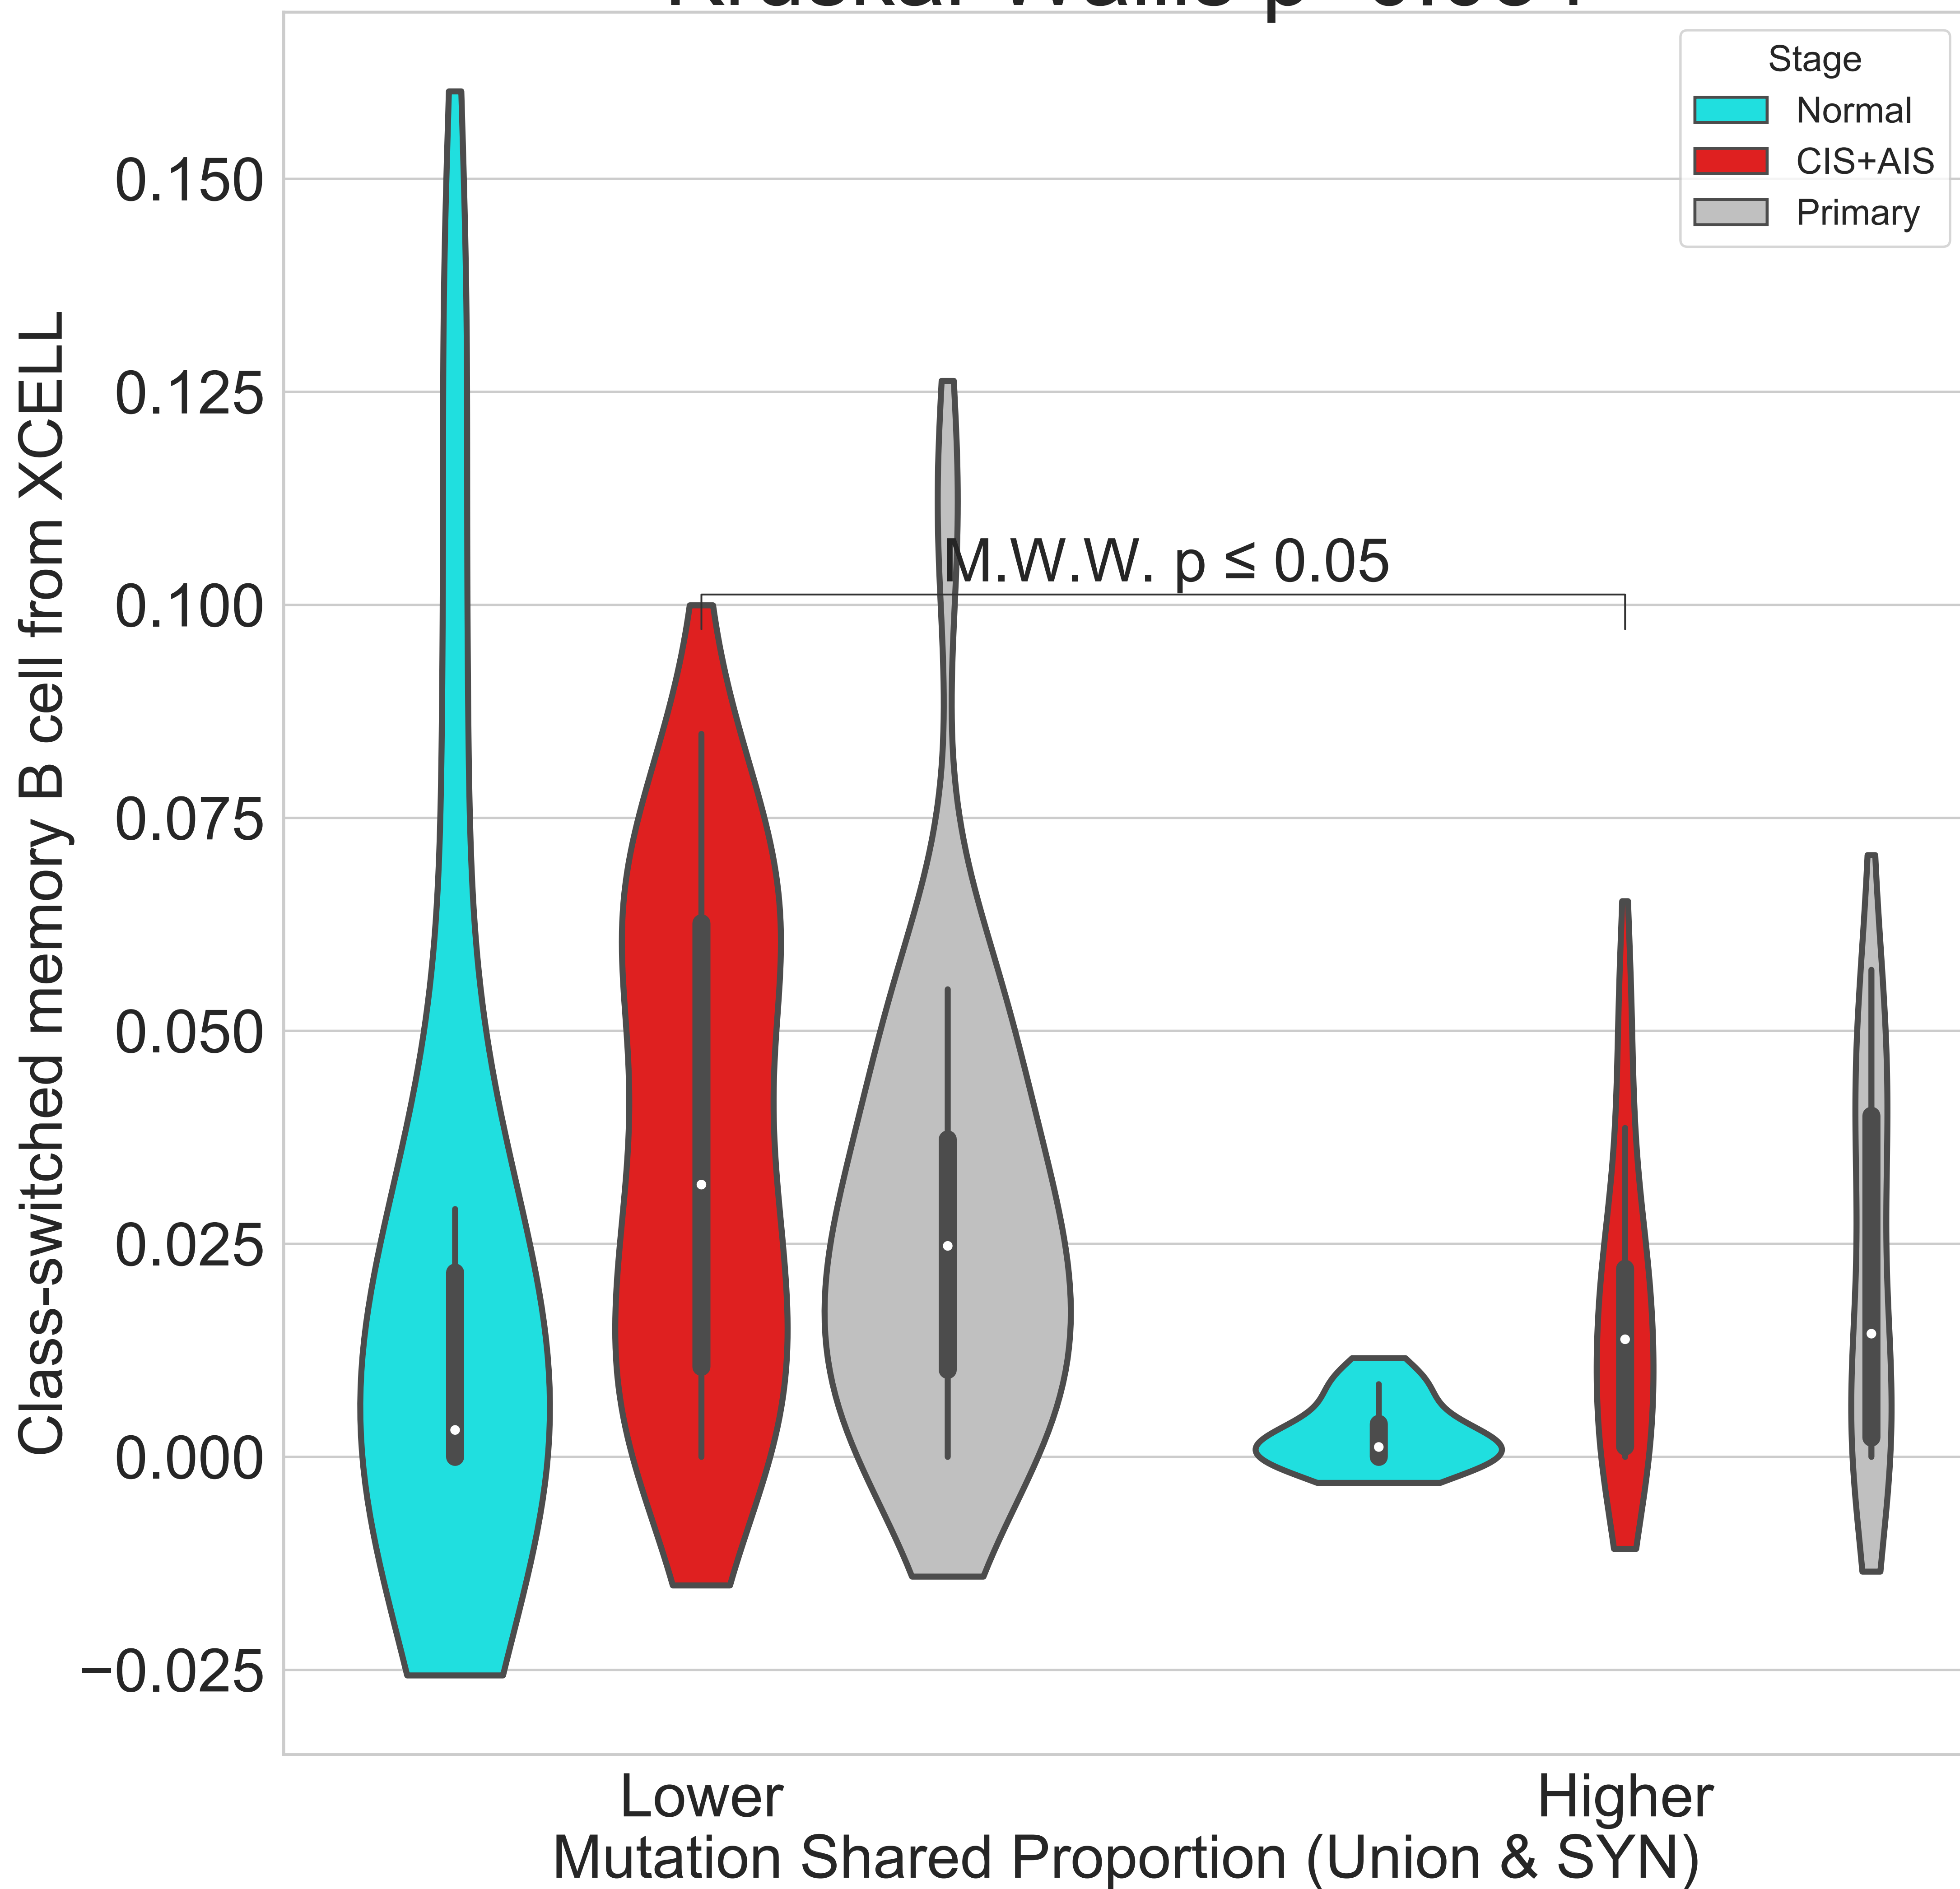 Stage
Normal
CIS+AIS
Primary
Class-switched memory B cell from XCELL
0.150
0.125
0.100
0.075
0.050
0.025
0.000
−0.025
M.W.W. p ≤ 0.05
Lower
Higher
Mutation Shared Proportion (Union & SYN)